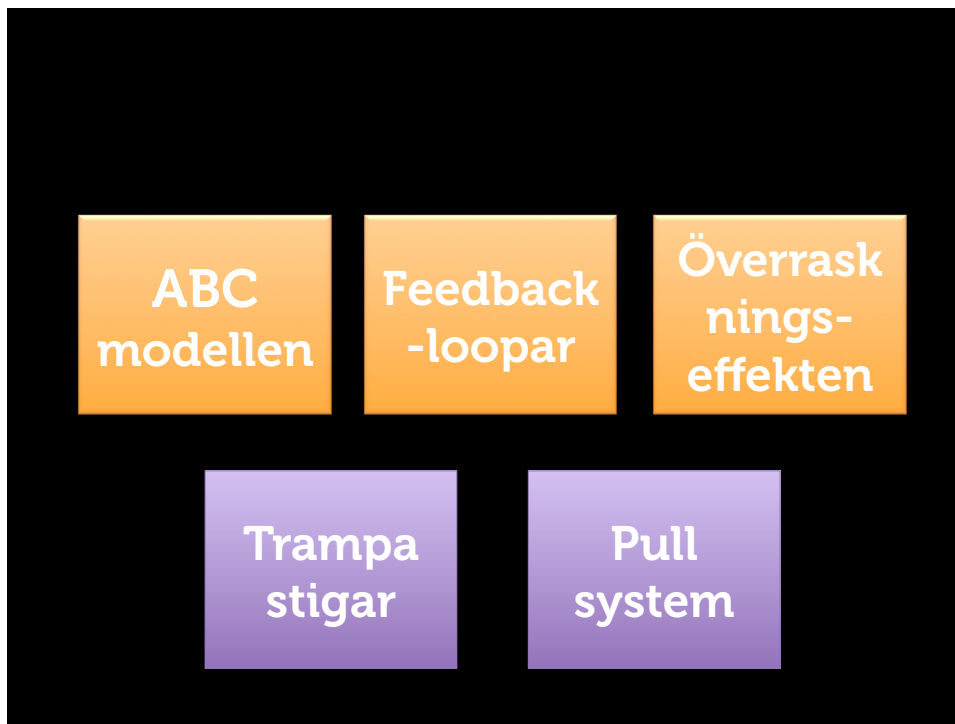 ABC
modellen
Feedback
-loopar
Överrask
nings-
effekten
Trampa
stigar
Pull
system